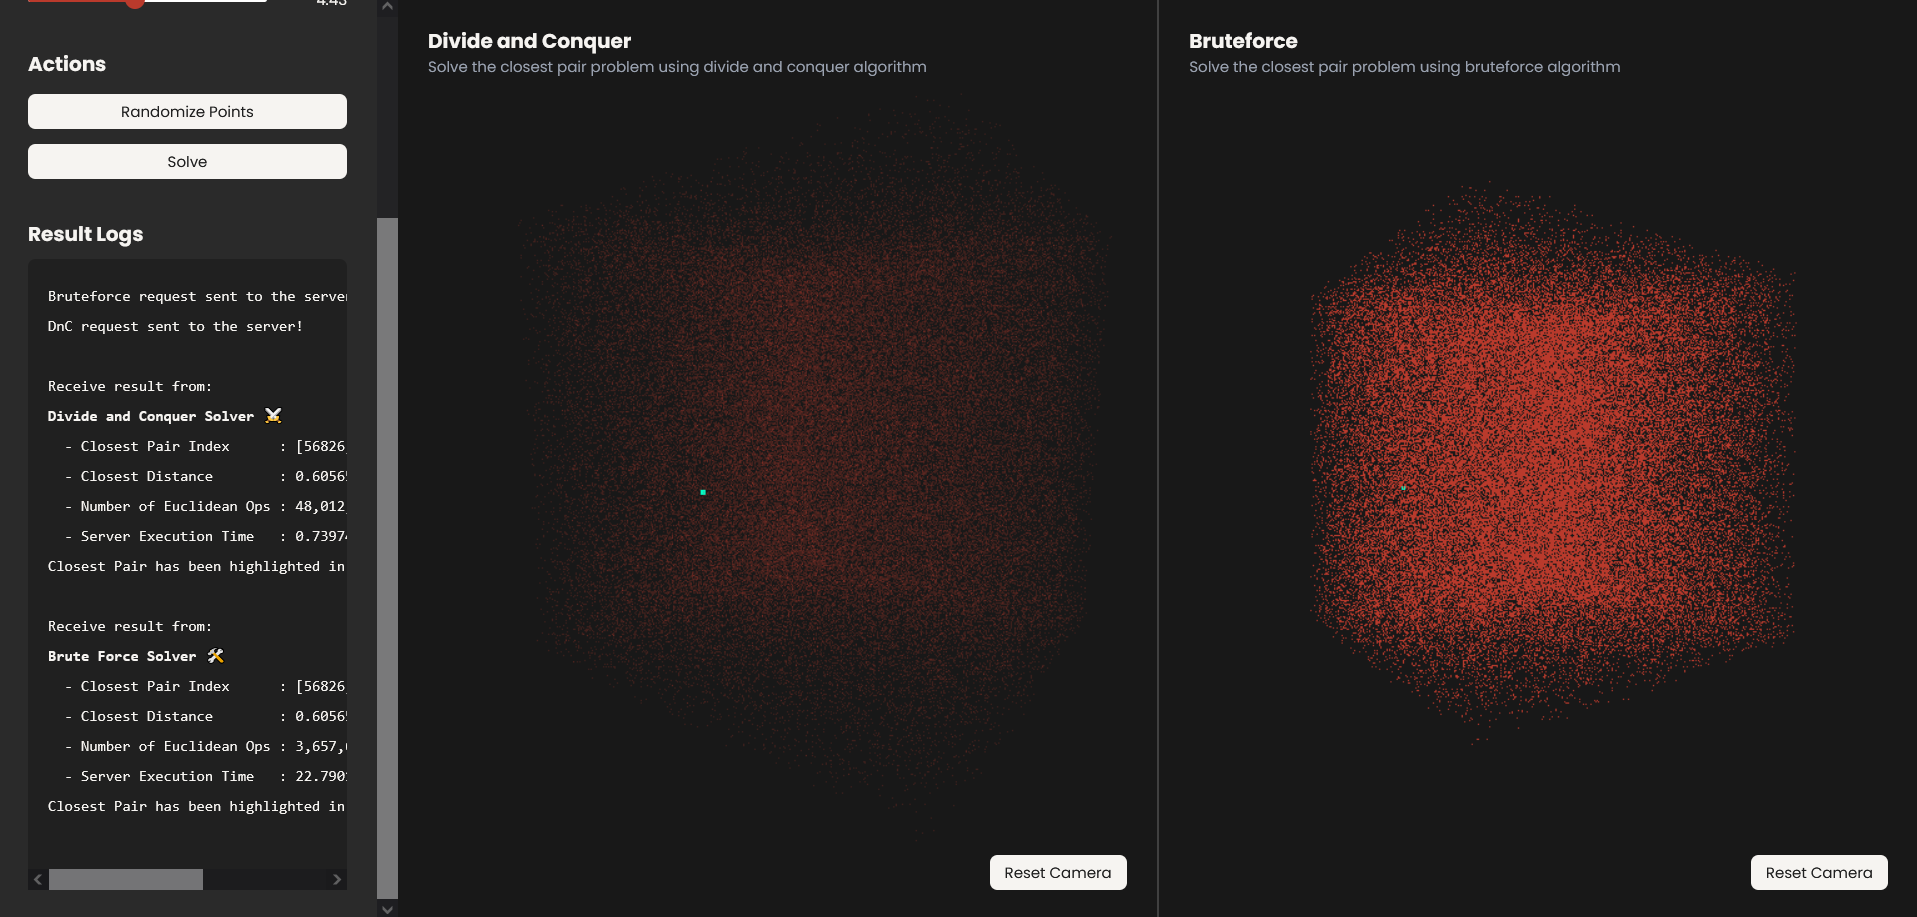 4.43
Actions
Randomize Points
Solve
Result Logs
Bruteforce request sent to the server
DnC request sent to the server!
Receive result from:
Divide and Conquer Solver
- Closest Pair Index : [56826,
- Closest Distance : 0.6056
- Number of Euclidean Ops : 48,012,
- Server Execution Time : 0.7397
Closest Pair has been highlighted in
Receive result from:
Brute Force Solver
- Closest Pair Index : [56826,
- Closest Distance : 0.6056
- Number of Euclidean Ops : 3,657,
- Server Execution Time : 22.790
Closest Pair has been highlighted in
Divide and Conquer
Solve the closest pair problem using divide and conquer algorithm
Reset Camera
Bruteforce
Solve the closest pair problem using bruteforce algorithm
Reset Camera